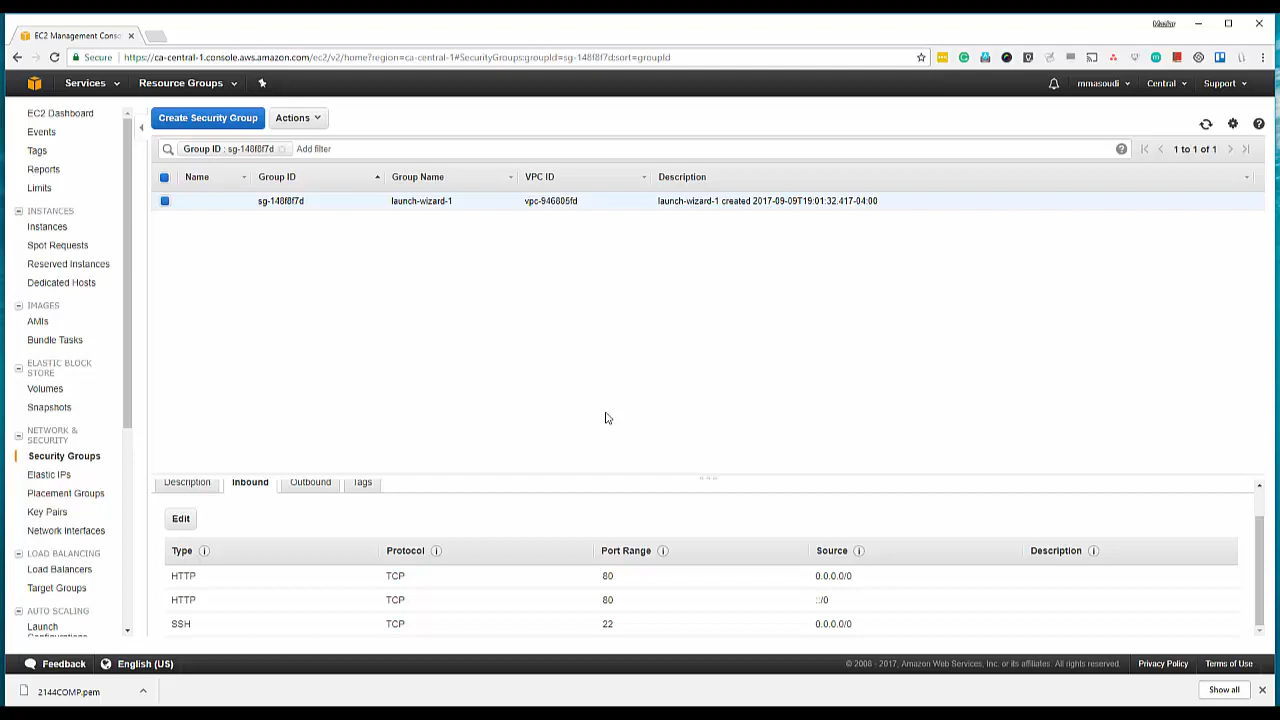 EC2 Management Conso
Secure
https://ca-central-1.console.aws.amazon.com/ec2/v2/home?region=ca-central-1#SecurityGroups:groupId=sg-148f8f7d;sort=groupId
Services
Resource Groups
mmasoudi
Central
Support
EC2 Dashboard
Events
Tags
Reports
Limits
INSTANCES
Instances
Spot Requests
Reserved Instances
Dedicated Hosts
IMAGES
AMIs
Bundle Tasks
ELASTIC BLOCK
STORE
Volumes
Snapshots
NETWORK &
SECURITY
Security Groups
Elastic IPs
Placement Groups
Key Pairs
Network Interfaces
LOAD BALANCING
Load Balancers
Target Groups
AUTO SCALING
Launch
Configurations
Create Security Group
Actions
Group ID : sg-148f8f7d
Add filter
1 to 1 of 1
Name Group ID Group Name VPC ID Description
sg-148f8f7d launch-wizard-1 vpc-946805fd launch-wizard-1 created 2017-09-09T19:01:32.417-04:00
Description Inbound Outbound Tags
Edit
Type Protocol Port Range Source Description
HTTP TCP 80 0.0.0.0/0
HTTP TCP 80 ::/0
SSH TCP 22 0.0.0.0/0
Feedback
English (US)
© 2008 - 2017, Amazon Web Services, Inc. or its affiliates. All rights reserved.
Privacy Policy
Terms of Use
2144COMP.pem
Show all